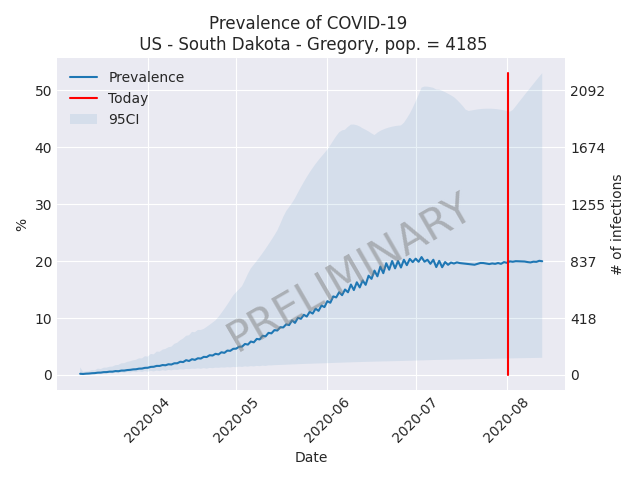 Prevalence of COVID-19
US - South Dakota - Gregory, pop. = 4185
Prevalence
Today
95CI
50
40
30
20
10
0
%
2092
1674
1255
837
418
0
# of infections
PRELIMINARY
2020-04
2020-05
2020-06
2020-07
2020-08
Date